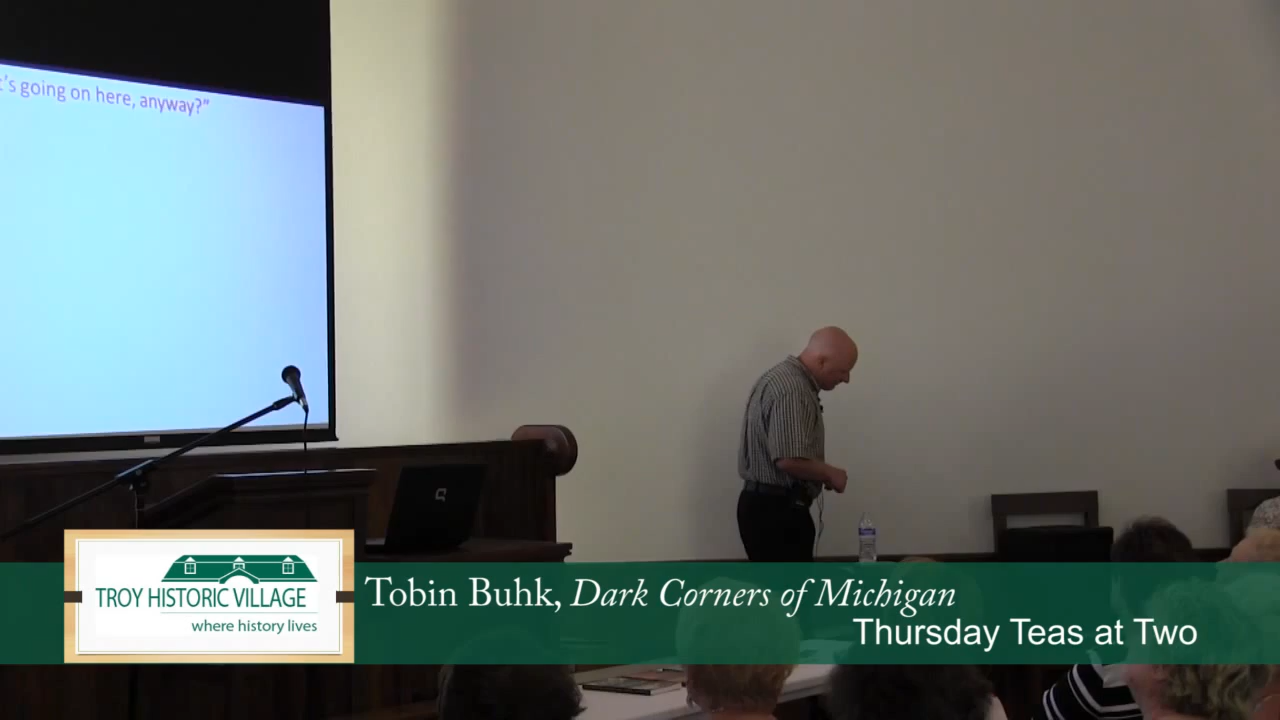 t's going on here, anyway?"
TROY HISTORIC VILLAGE
where history lives
Tobin Buhk, Dark Corners of Michigan
Thursday Teas at Two